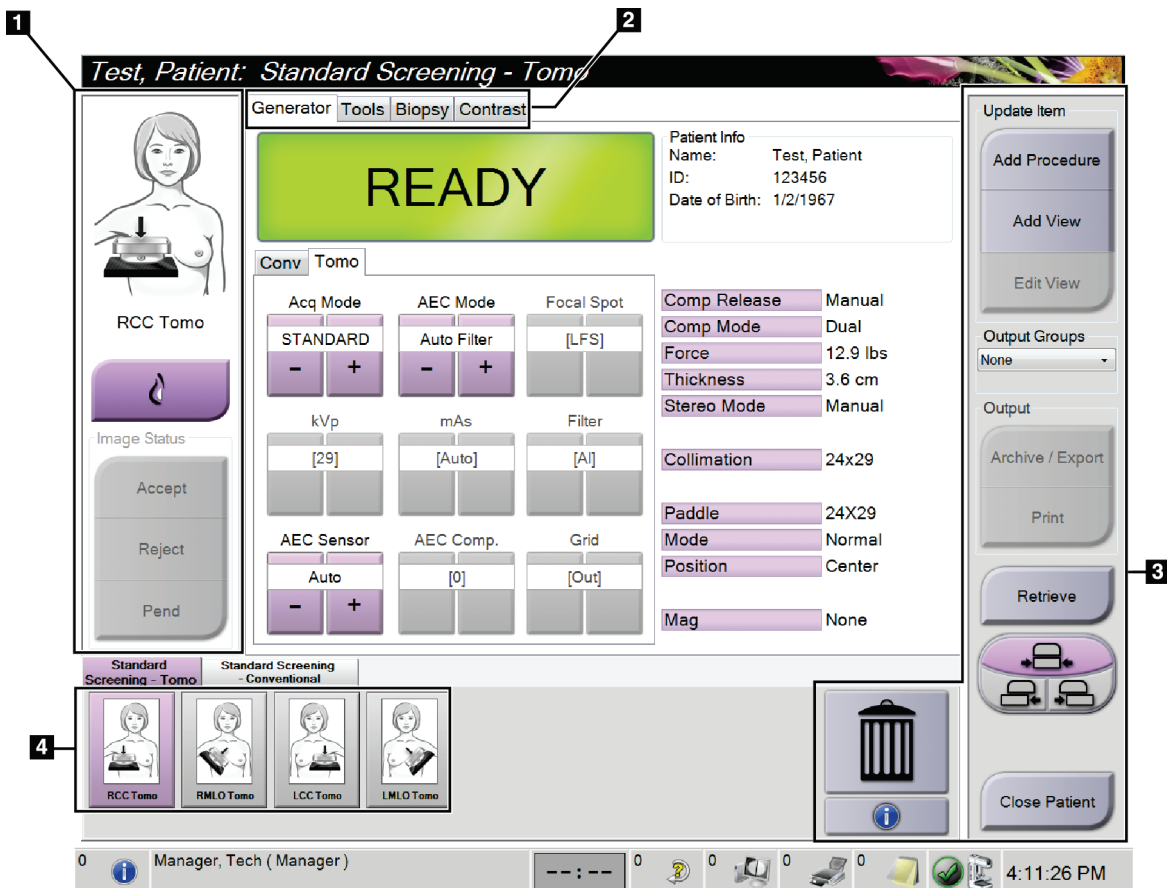 1
2
Test, Patient: Standard Screening - Tomo
Generator Tools Biopsy Contrast
READY
Patient Info
Name: Test, Patient
ID: 123456
Date of Birth: 1/2/1967
RCC Tomo
Image Status
Accept
Reject
Pend
Conv Tomo
Acq Mode AEC Mode Focal Spot
STANDARD Auto Filter [LFS]
- + - +
kVp mAs Filter
[29] [Auto] [Al]
AEC Sensor AEC Comp. Grid
Auto [0] [Out]
- +
Comp Release Manual
Comp Mode Dual
Force 12.9 lbs
Thickness 3.6 cm
Stereo Mode Manual
Collimation 24x29
Paddle 24X29
Mode Normal
Position Center
Mag None
Update Item
Add Procedure
Add View
Edit View
Output Groups
None
Output
Archive / Export
Print
Retrieve
Close Patient
3
Standard
Screening - Tomo
Standard Screening
- Conventional
4
RCC Tomo RMLO Tomo LCC Tomo LMLO Tomo
i
0 i Manager, Tech ( Manager ) --:-- 0 ? 0 0 0 4:11:26 PM